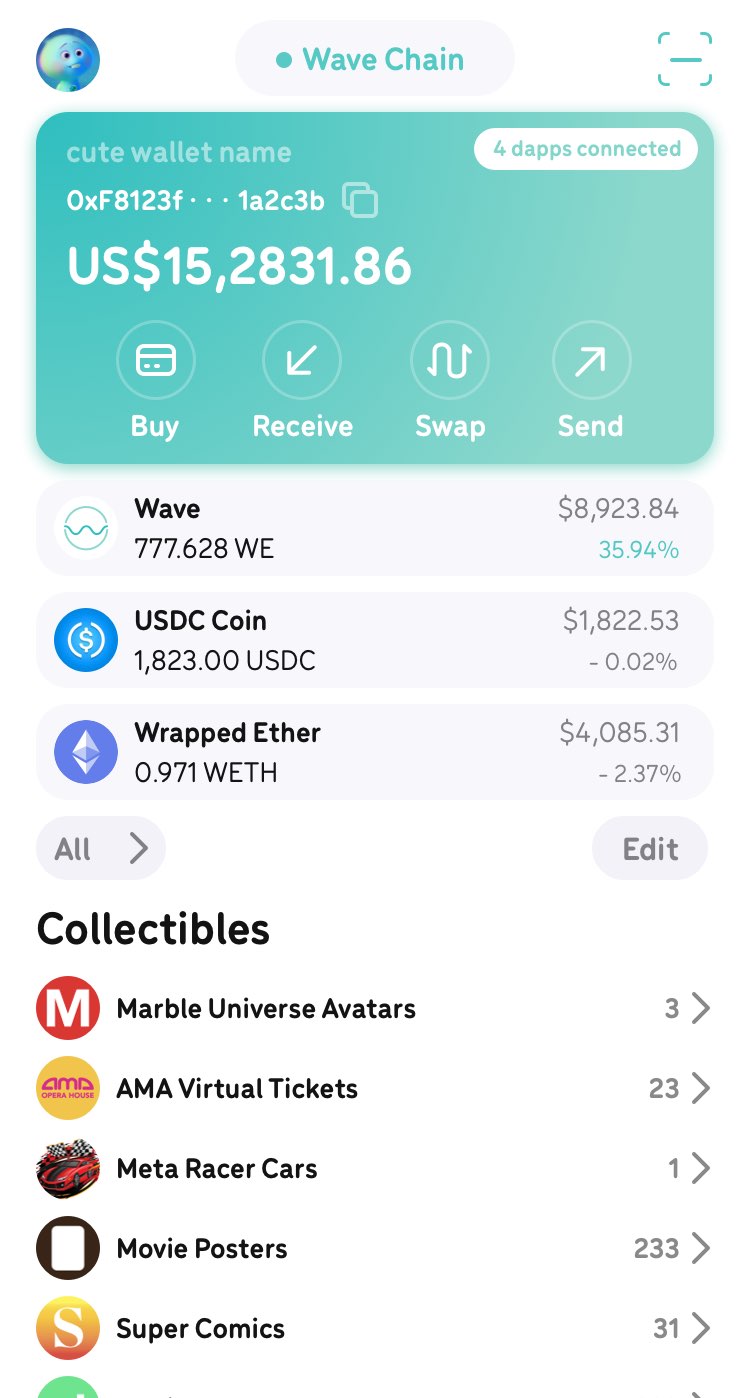 Wave Chain
cute wallet name
4 dapps connected
0xF8123f · · · 1a2c3b
US$15,2831.86
Buy
Receive
Swap
Send
Wave
$8,923.84
777.628 WE
35.94%
USDC Coin
$1,822.53
1,823.00 USDC
- 0.02%
Wrapped Ether
$4,085.31
0.971 WETH
- 2.37%
All
Edit
Collectibles
M
Marble Universe Avatars
3
AMA
OPERA HOUSE
AMA Virtual Tickets
23
Meta Racer Cars
1
Movie Posters
233
S
Super Comics
31